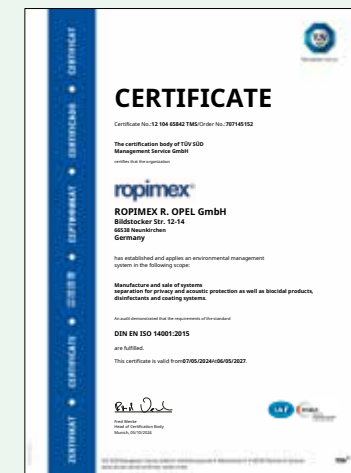 CERTIFICATE
Certificate No.:12 104 65842 TMS/Order No.:707145152
The certification body of TÜV SÜD
Management Service GmbH
certifies that the organization
ropimex®
ROPIMEX R. OPEL GmbH
Bildstocker Str. 12-14
66538 Neunkirchen
Germany
has established and applies an environmental management
system in the following scope:
Manufacture and sale of systems
separation for privacy and acoustic protection as well as biocidal products,
disinfectants and coating systems.
An audit demonstrated that the requirements of the standard
DIN EN ISO 14001:2015
are fulfilled.
This certificate is valid from
07/05/2024
06/05/2027.
Head of Certification Body
ZERTIFIKAT ◆ CERTIFICATE ◆
CERTIFICADO ◆ CERTIFICAT